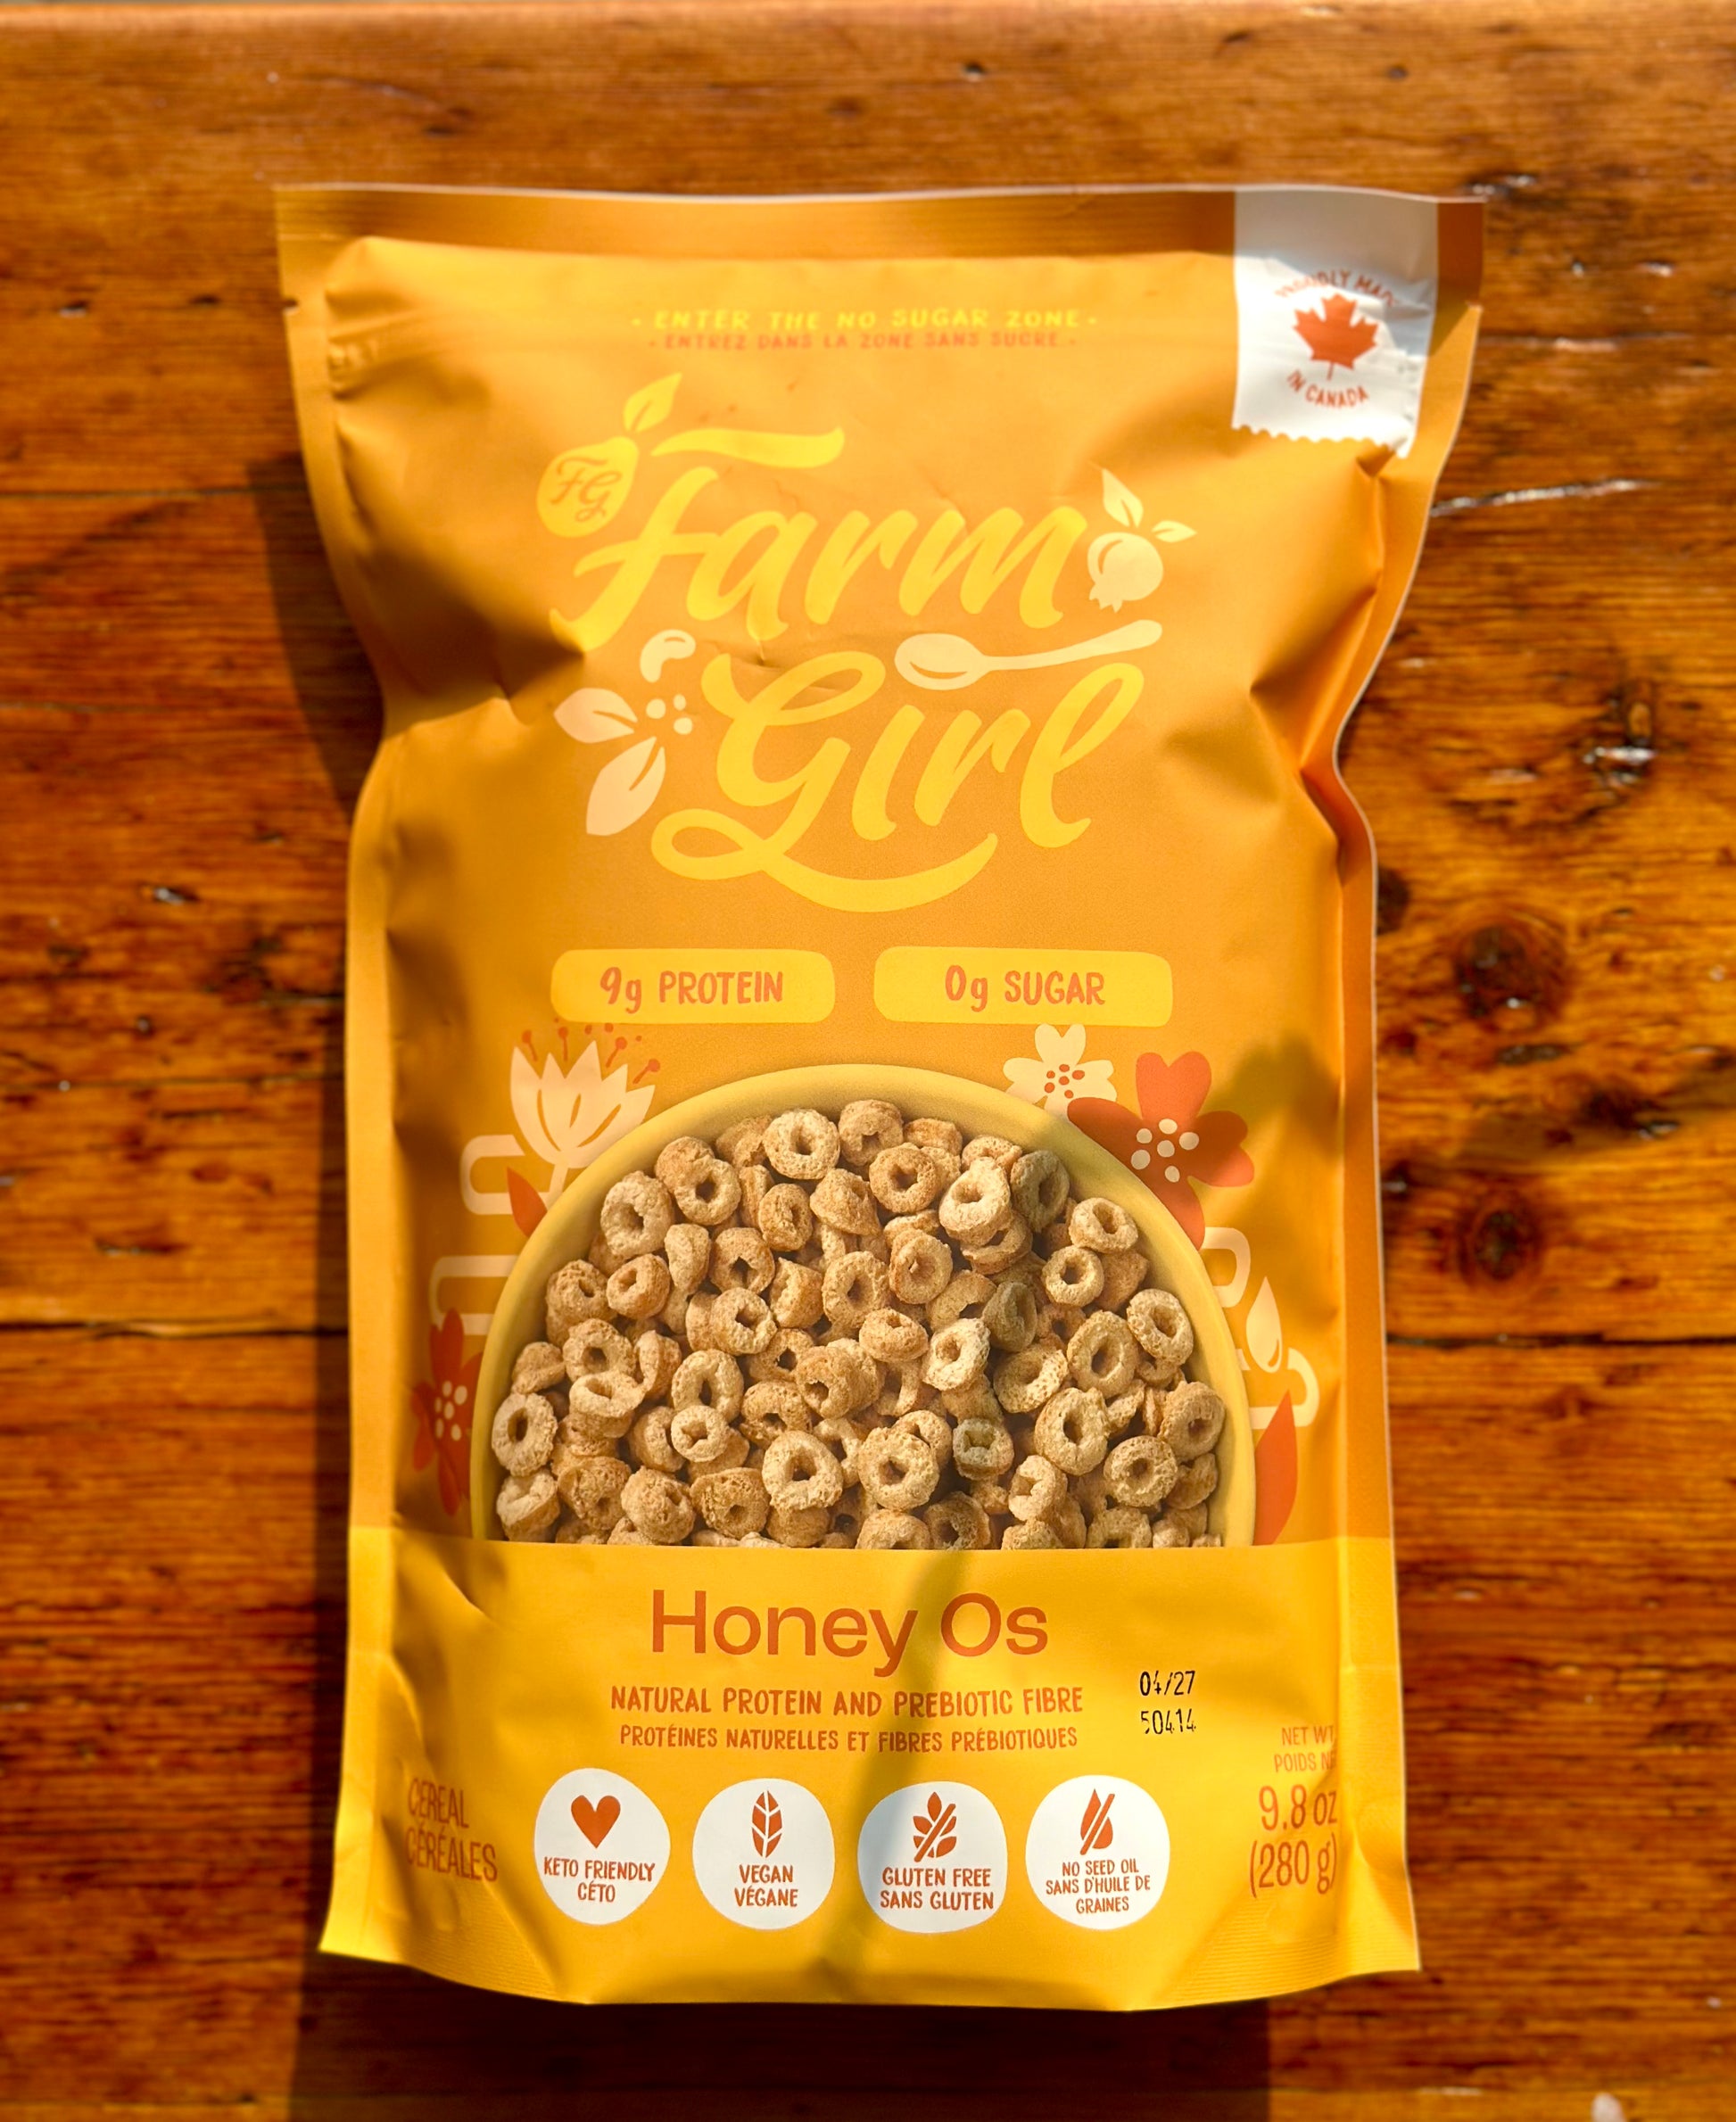 PROUDLY MADE
IN CANADA
- ENTER THE NO SUGAR ZONE -
- ENTREZ DANS LA ZONE SANS SUCRE -
FG
Farm
Girl
9g PROTEIN
0g SUGAR
Honey Os
NATURAL PROTEIN AND PREBIOTIC FIBRE
PROTÉINES NATURELLES ET FIBRES PRÉBIOTIQUES
04/27
50414
CEREAL
CÉRÉALES
KETO FRIENDLY
CÉTO
VEGAN
VÉGANE
GLUTEN FREE
SANS GLUTEN
NO SEED OIL
SANS D'HUILE DE
GRAINES
NET WT
POIDS
9.8 oz
(280 g)